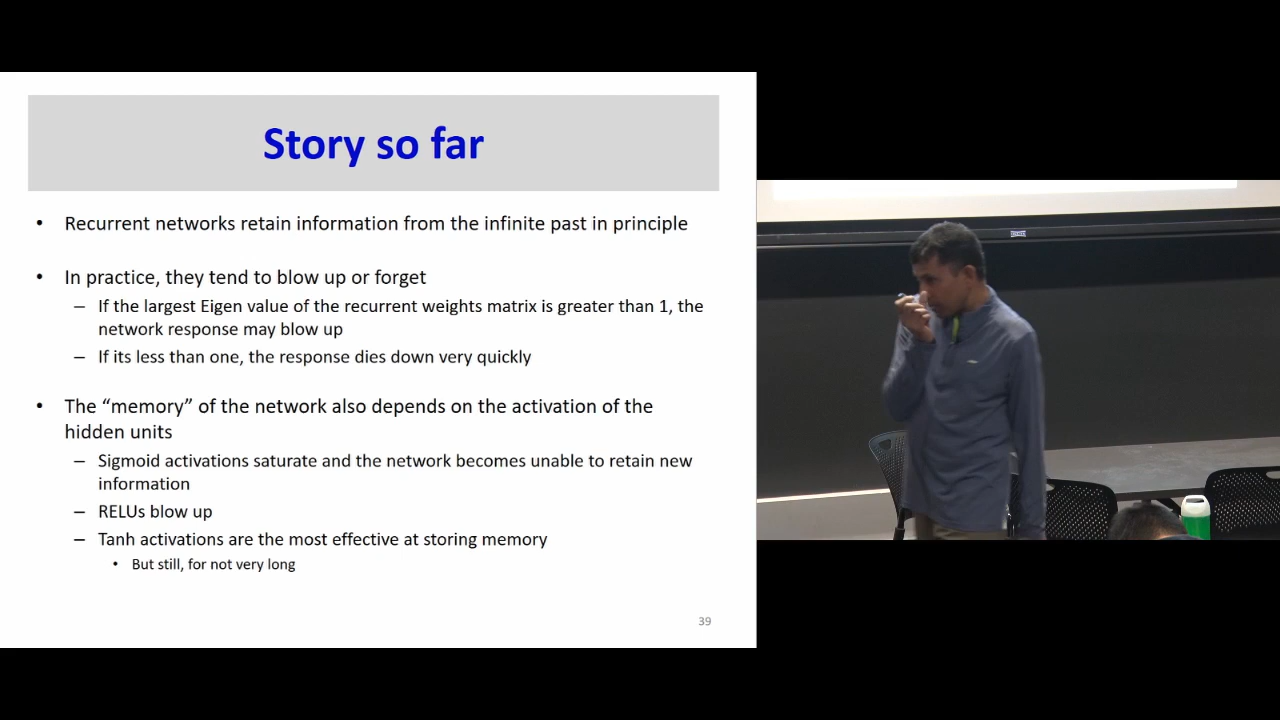 Story so far
• Recurrent networks retain information from the infinite past in principle
• In practice, they tend to blow up or forget
– If the largest Eigen value of the recurrent weights matrix is greater than 1, the
network response may blow up
– If its less than one, the response dies down very quickly
• The “memory” of the network also depends on the activation of the
hidden units
– Sigmoid activations saturate and the network becomes unable to retain new
information
– RELUs blow up
– Tanh activations are the most effective at storing memory
• But still, for not very long
39